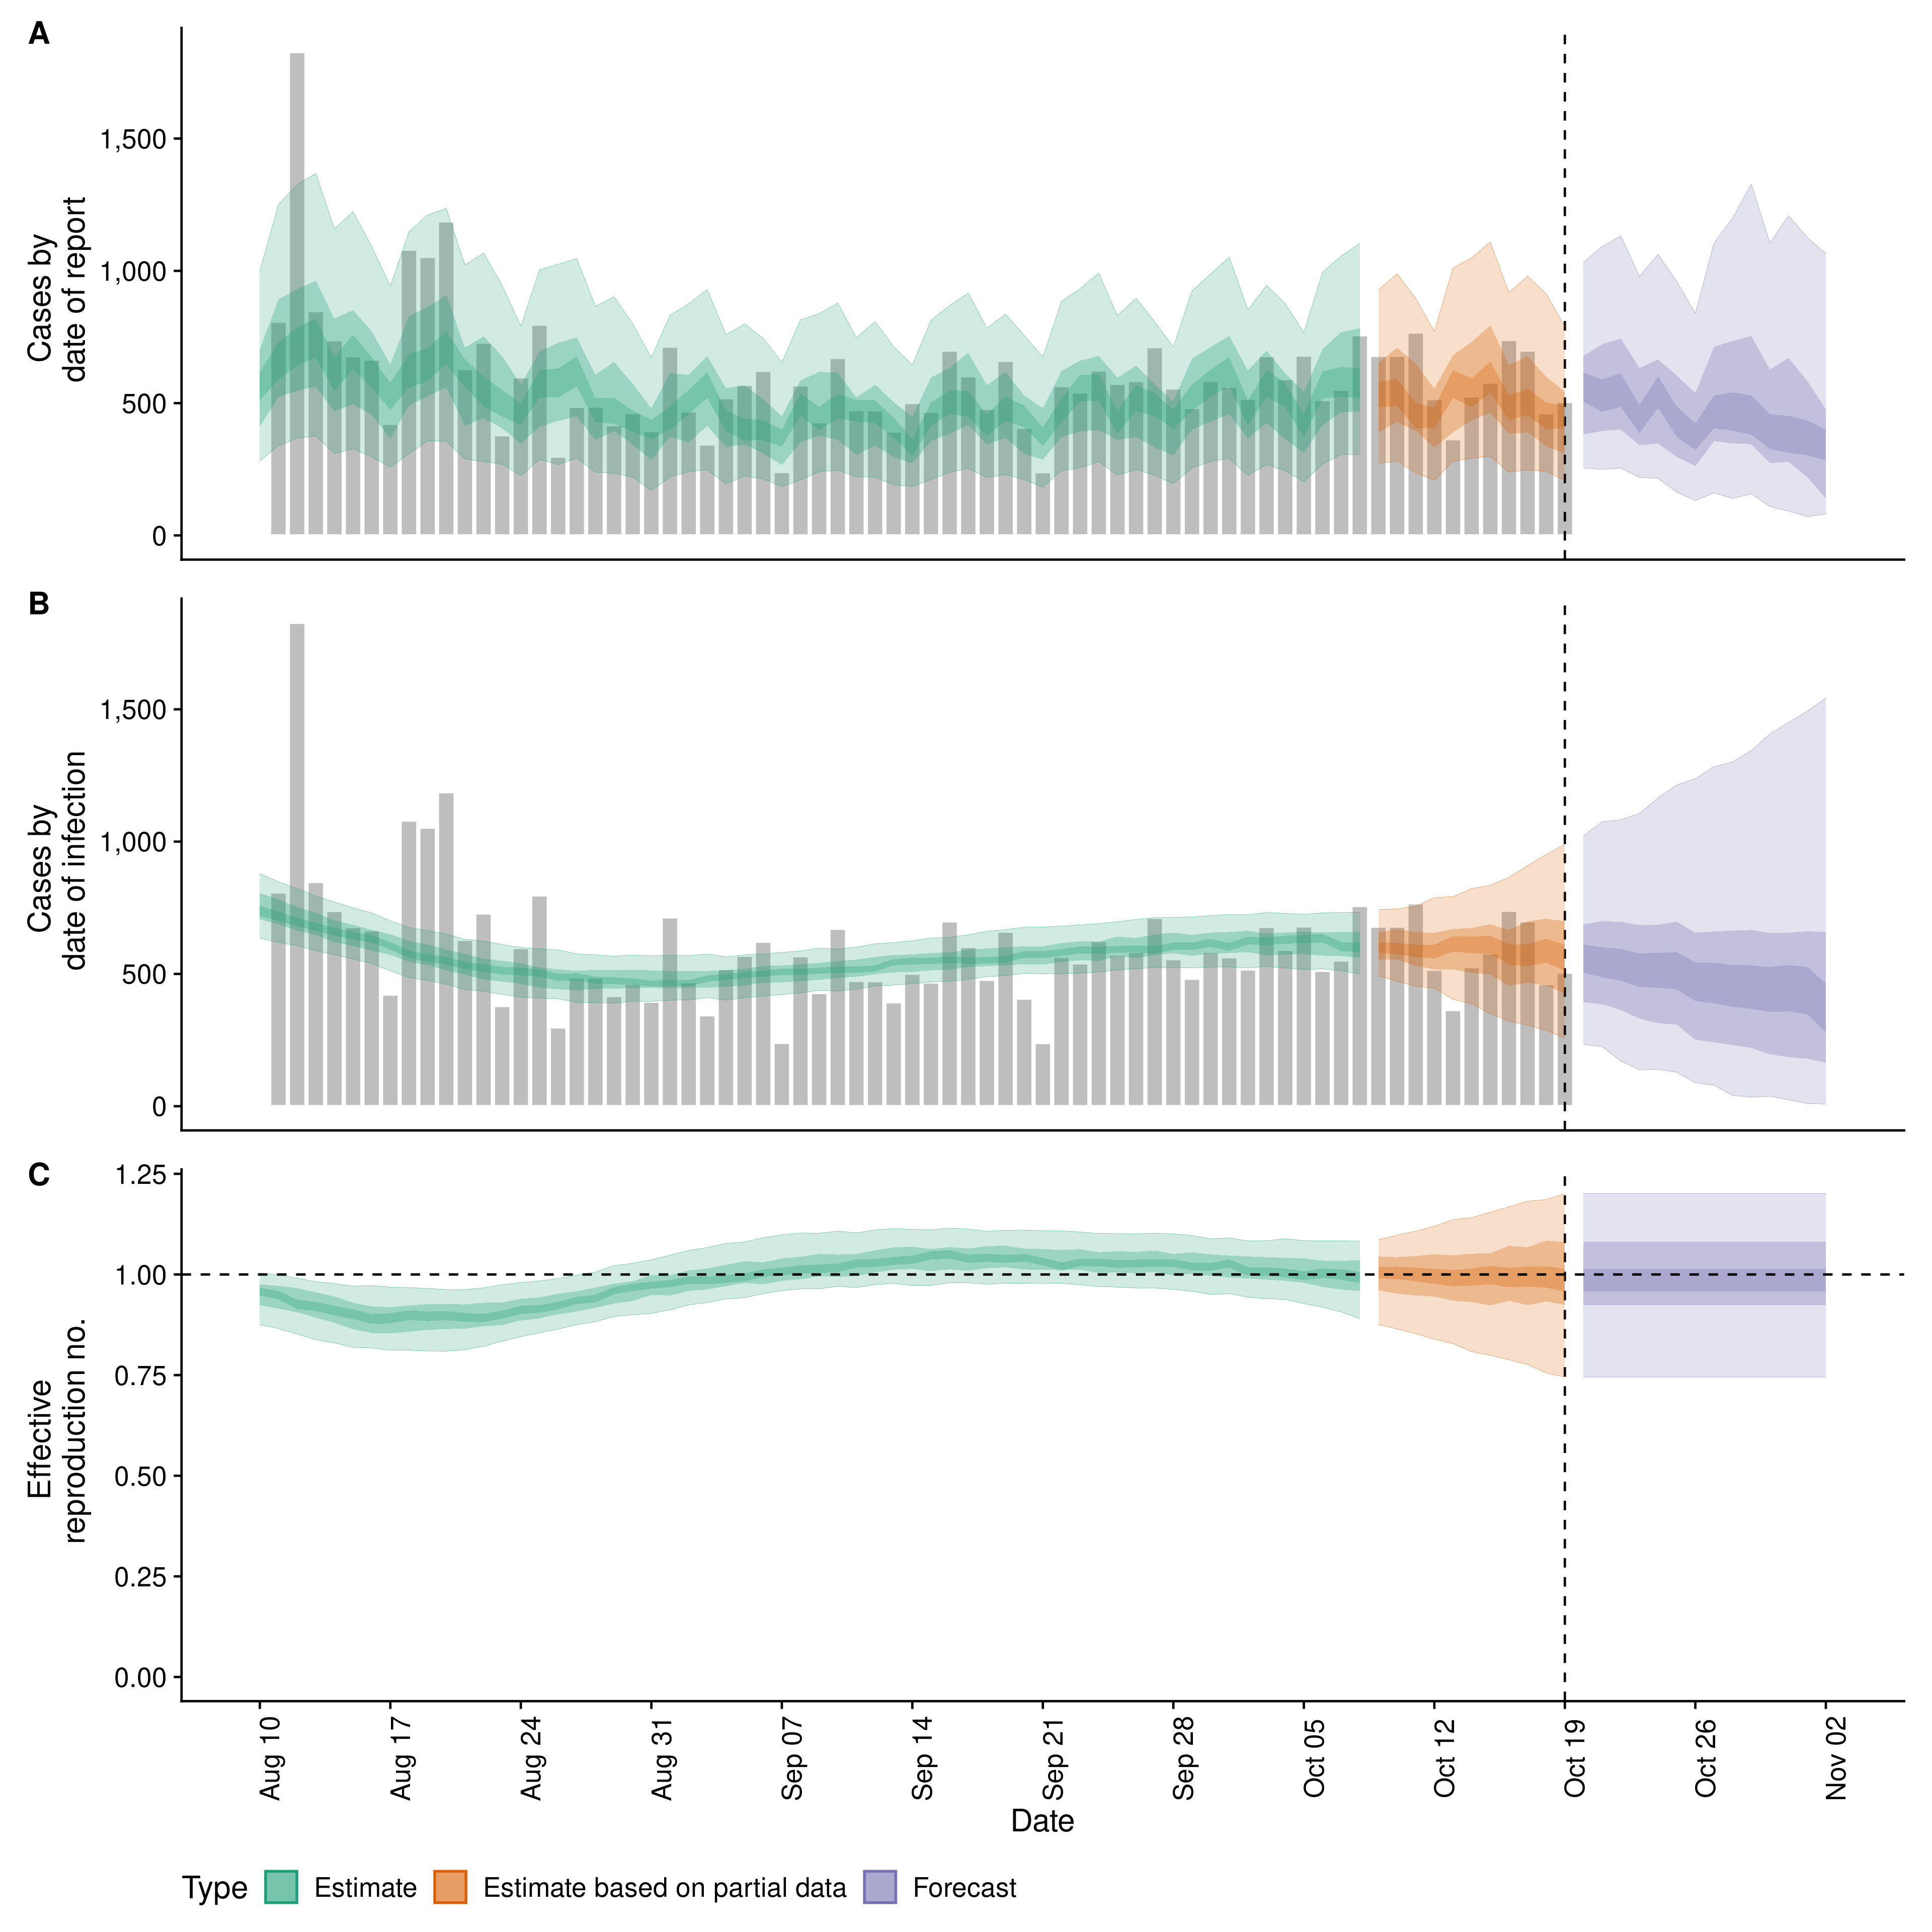 A
Cases by
date of report
1,500
1,000
500
0
B
Cases by
date of infection
1,500
1,000
500
0
C
Effective
reproduction no.
1.25
1.00
0.75
0.50
0.25
0.00
Aug 10
Aug 17
Aug 24
Aug 31
Sep 07
Sep 14
Sep 21
Sep 28
Oct 05
Oct 12
Oct 19
Oct 26
Nov 02
Date
Type Estimate Estimate based on partial data Forecast